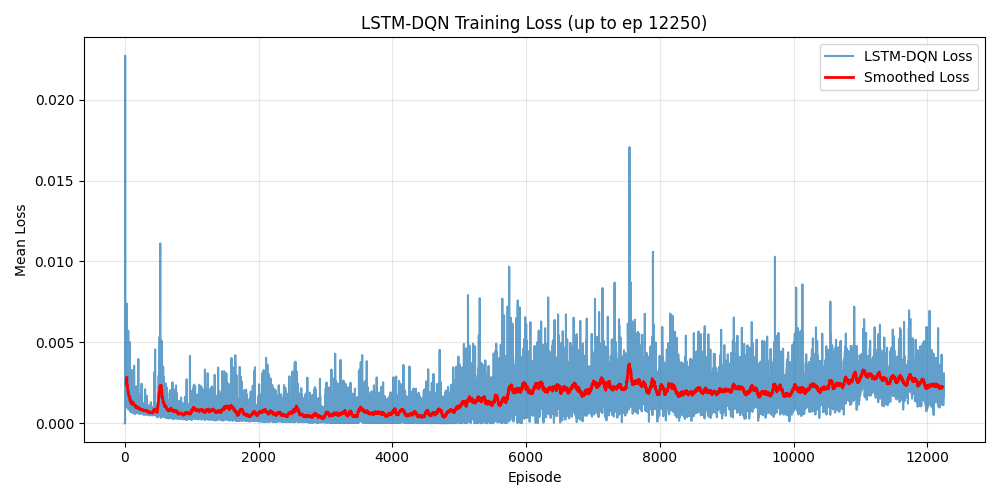 LSTM-DQN Training Loss (up to ep 12250)
LSTM-DQN Loss
Smoothed Loss
Mean Loss
0.020
0.015
0.010
0.005
0.000
0 2000 4000 6000 8000 10000 12000
Episode